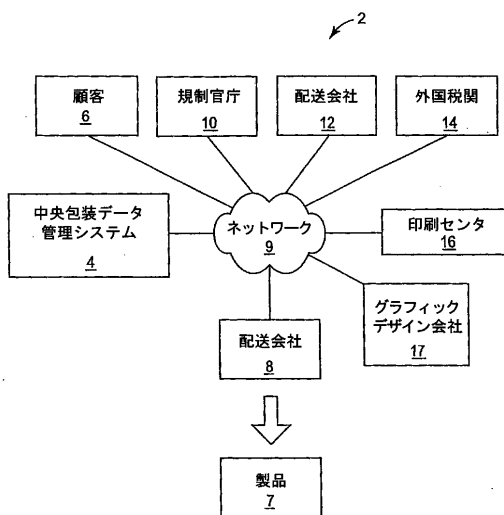 2
顧客
6
規制官庁
10
配送会社
12
外国税関
14
中央包装データ
管理システム
4
ネットワーク
9
印刷センタ
16
グラフィック
デザイン会社
17
配送会社
8
製品
7